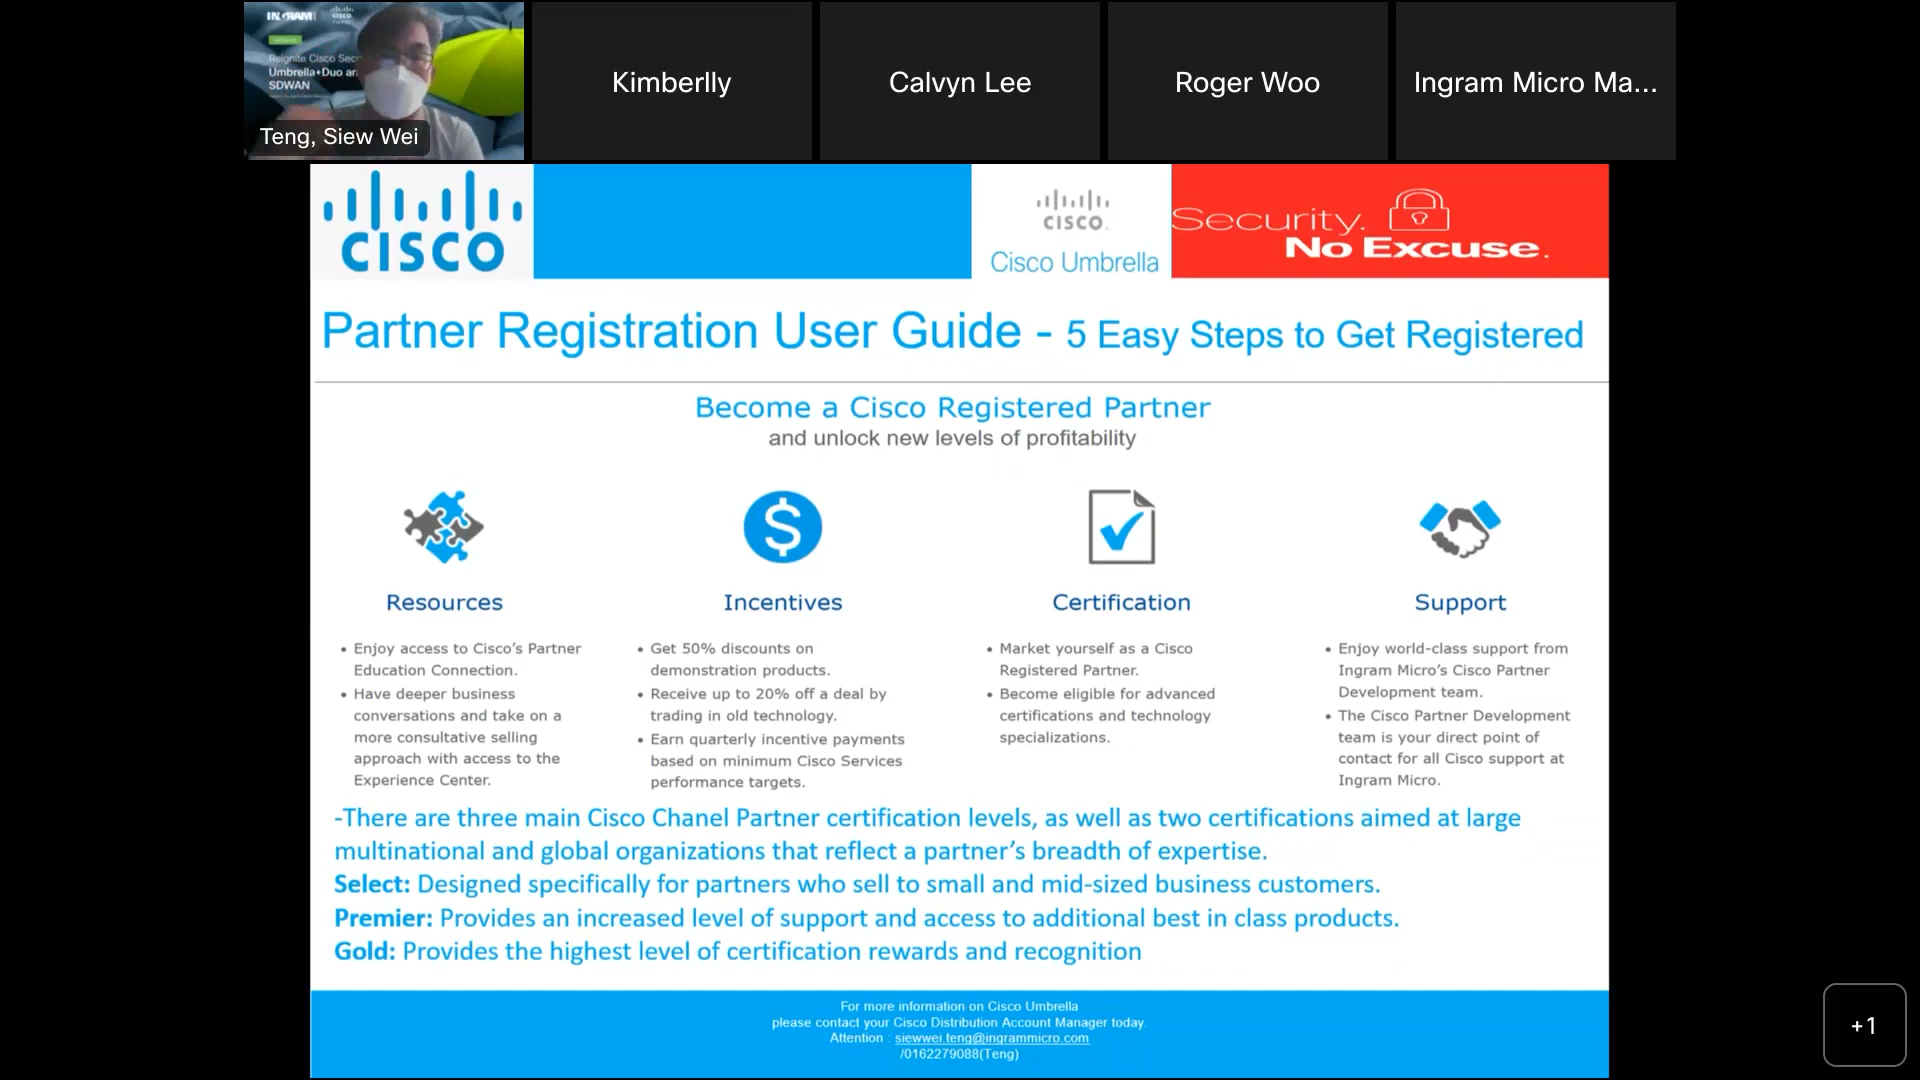 INGRAM
CISCO
Reignite Cisco Sec
Umbrella+Duo an
SDWAN
Teng, Siew Wei
Kimberlly
Calvyn Lee
Roger Woo
Ingram Micro Ma...
CISCO
CISCO.
Cisco Umbrella
Security.
No Excuse.
Partner Registration User Guide - 5 Easy Steps to Get Registered
Become a Cisco Registered Partner
and unlock new levels of profitability
Resources
• Enjoy access to Cisco's Partner
Education Connection.
• Have deeper business
conversations and take on a
more consultative selling
approach with access to the
Experience Center.
Incentives
• Get 50% discounts on
demonstration products.
• Receive up to 20% off a deal by
trading in old technology.
• Earn quarterly incentive payments
based on minimum Cisco Services
performance targets.
Certification
• Market yourself as a Cisco
Registered Partner.
• Become eligible for advanced
certifications and technology
specializations.
Support
• Enjoy world-class support from
Ingram Micro's Cisco Partner
Development team.
• The Cisco Partner Development
team is your direct point of
contact for all Cisco support at
Ingram Micro.
-There are three main Cisco Chanel Partner certification levels, as well as two certifications aimed at large
multinational and global organizations that reflect a partner's breadth of expertise.
Select: Designed specifically for partners who sell to small and mid-sized business customers.
Premier: Provides an increased level of support and access to additional best in class products.
Gold: Provides the highest level of certification rewards and recognition
For more information on Cisco Umbrella
please contact your Cisco Distribution Account Manager today.
Attention : siewwei.teng@ingrammicro.com
/0162279088(Teng)
+1